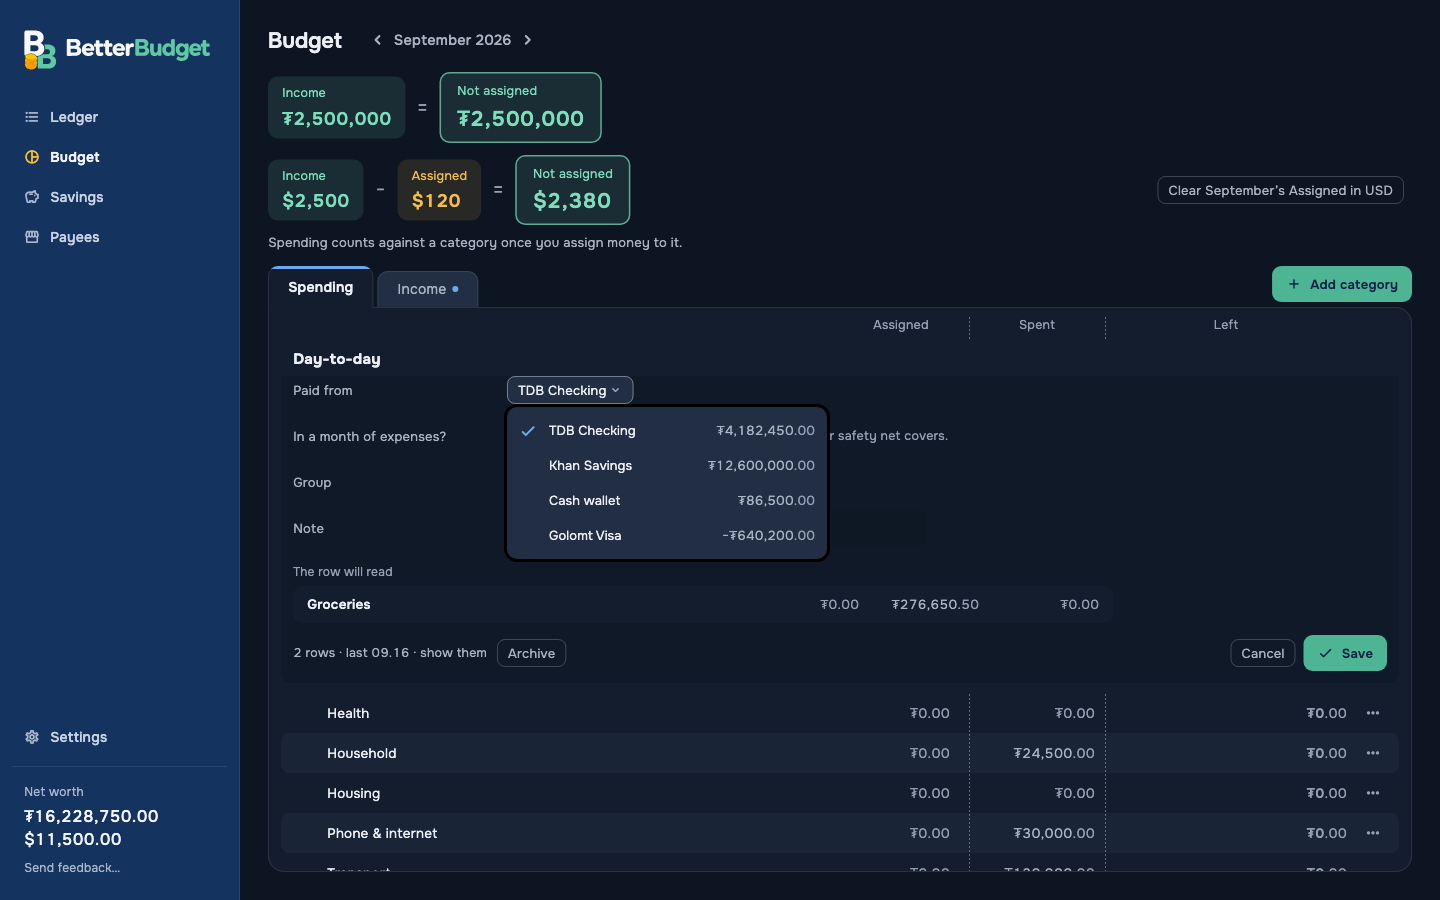 BetterBudget
Ledger
Budget
Savings
Payees
Settings
Net worth
₮16,228,750.00
$11,500.00
Send feedback...
Budget
September 2026
Income
₮2,500,000
=
Not assigned
₮2,500,000
Income
$2,500
-
Assigned
$120
=
Not assigned
$2,380
Clear September's Assigned in USD
Spending counts against a category once you assign money to it.
Spending
Income
+ Add category
Assigned Spent Left
Day-to-day
Paid from TDB Checking
TDB Checking ₮4,182,450.00
Khan Savings ₮12,600,000.00
Cash wallet ₮86,500.00
Golomt Visa -₮640,200.00
In a month of expenses? r safety net covers.
Group
Note
The row will read
Groceries ₮0.00 ₮276,650.50 ₮0.00
2 rows · last 09.16 · show them Archive Cancel Save
Health ₮0.00 ₮0.00 ₮0.00
Household ₮0.00 ₮24,500.00 ₮0.00
Housing ₮0.00 ₮0.00 ₮0.00
Phone & internet ₮0.00 ₮30,000.00 ₮0.00